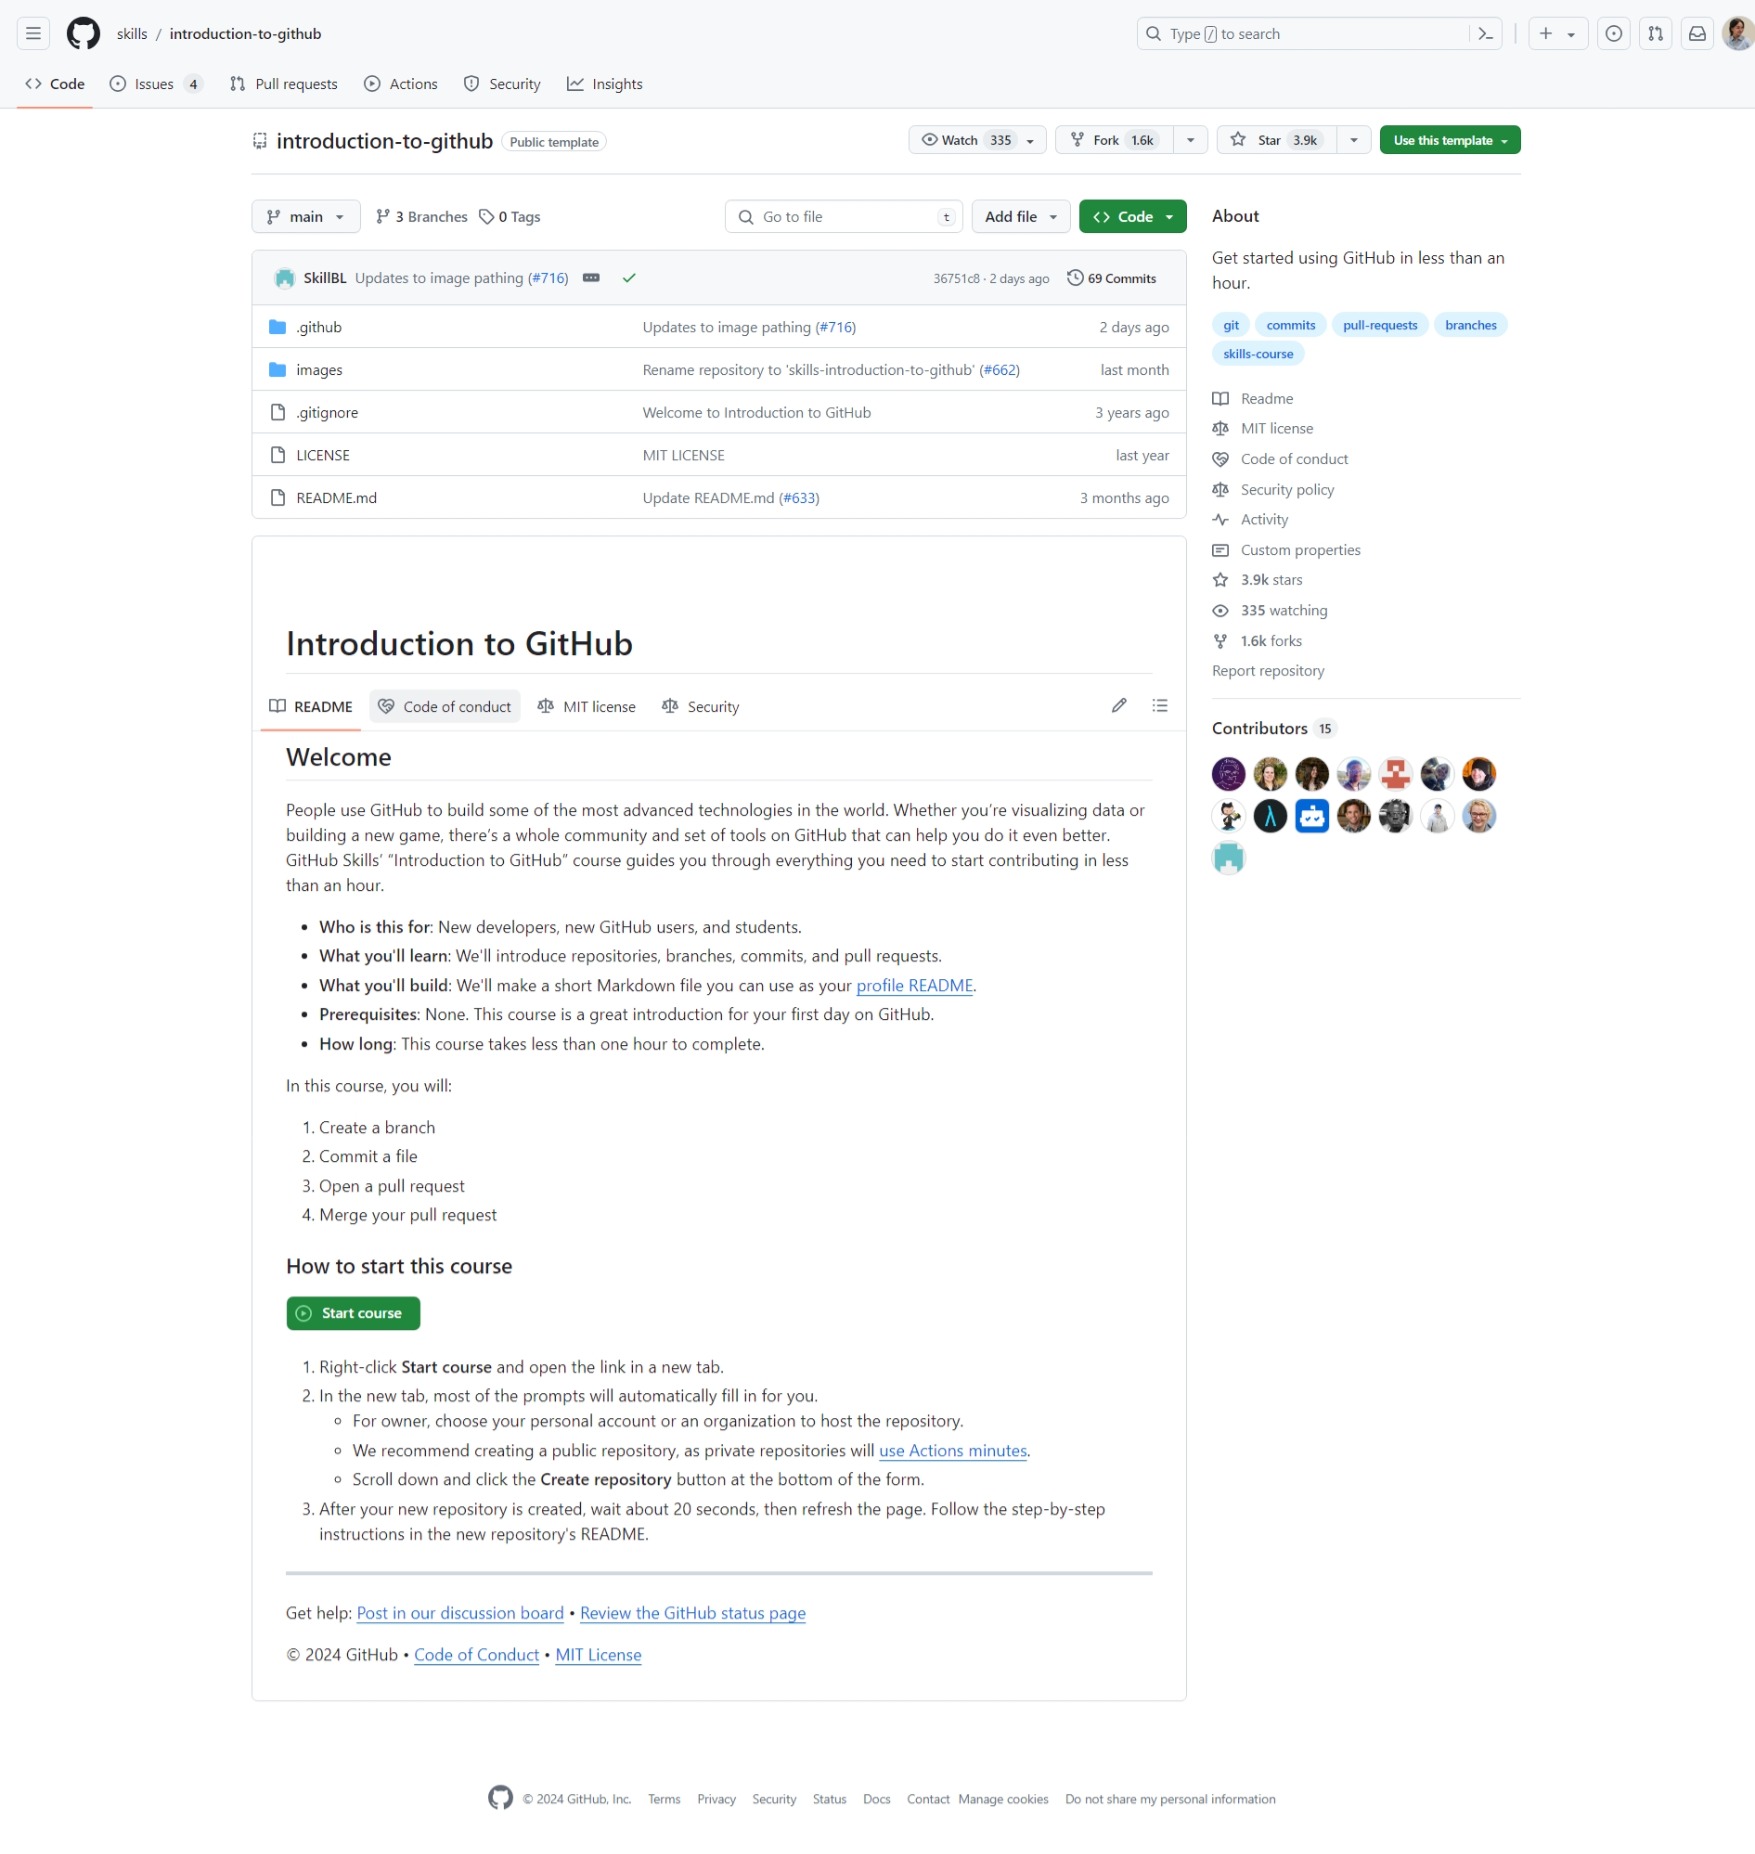 skills / introduction-to-github
Type / to search
Code
Issues 4
Pull requests
Actions
Security
Insights
introduction-to-github Public template
Watch 335
Fork 1.6k
Star 3.9k
Use this template
main
3 Branches
0 Tags
Go to file t
Add file
Code
SkillBL Updates to image pathing (#716)
36751c8 · 2 days ago
69 Commits
.github Updates to image pathing (#716) 2 days ago
images Rename repository to 'skills-introduction-to-github' (#662) last month
.gitignore Welcome to Introduction to GitHub 3 years ago
LICENSE MIT LICENSE last year
README.md Update README.md (#633) 3 months ago
Introduction to GitHub
README
Code of conduct
MIT license
Security
Welcome
People use GitHub to build some of the most advanced technologies in the world. Whether you’re visualizing data or
building a new game, there’s a whole community and set of tools on GitHub that can help you do it even better.
GitHub Skills’ “Introduction to GitHub” course guides you through everything you need to start contributing in less
than an hour.
• Who is this for: New developers, new GitHub users, and students.
• What you'll learn: We'll introduce repositories, branches, commits, and pull requests.
• What you'll build: We'll make a short Markdown file you can use as your profile README.
• Prerequisites: None. This course is a great introduction for your first day on GitHub.
• How long: This course takes less than one hour to complete.
In this course, you will:
1. Create a branch
2. Commit a file
3. Open a pull request
4. Merge your pull request
How to start this course
Start course
1. Right-click Start course and open the link in a new tab.
2. In the new tab, most of the prompts will automatically fill in for you.
◦ For owner, choose your personal account or an organization to host the repository.
◦ We recommend creating a public repository, as private repositories will use Actions minutes.
◦ Scroll down and click the Create repository button at the bottom of the form.
3. After your new repository is created, wait about 20 seconds, then refresh the page. Follow the step-by-step
instructions in the new repository's README.
Get help: Post in our discussion board • Review the GitHub status page
© 2024 GitHub • Code of Conduct • MIT License
About
Get started using GitHub in less than an
hour.
git commits pull-requests branches
skills-course
Readme
MIT license
Code of conduct
Security policy
Activity
Custom properties
3.9k stars
335 watching
1.6k forks
Report repository
Contributors 15
© 2024 GitHub, Inc. Terms Privacy Security Status Docs Contact Manage cookies Do not share my personal information